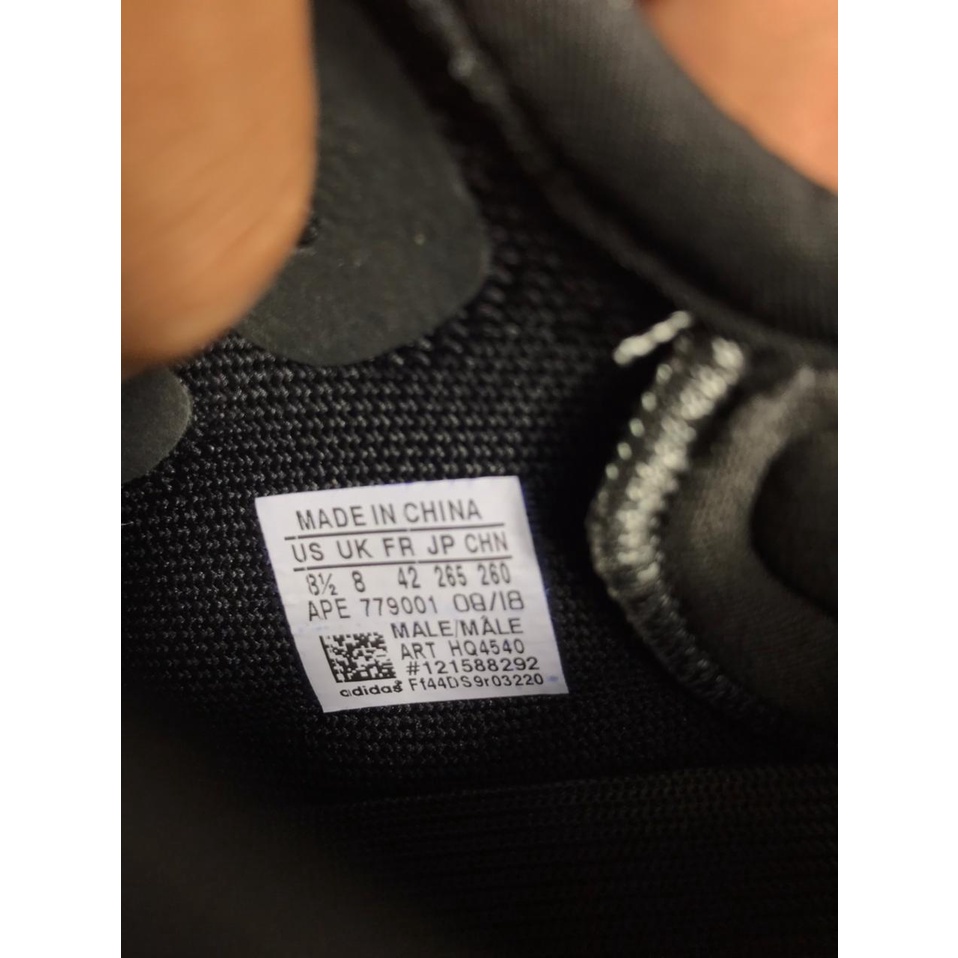 MADE IN CHINA
US UK FR JP CHN
8½ 8 42 265 260
APE 779001 08/18
MALE/MÂLE
ART HQ4540
#121588292
adidas Ff44DS9r03220